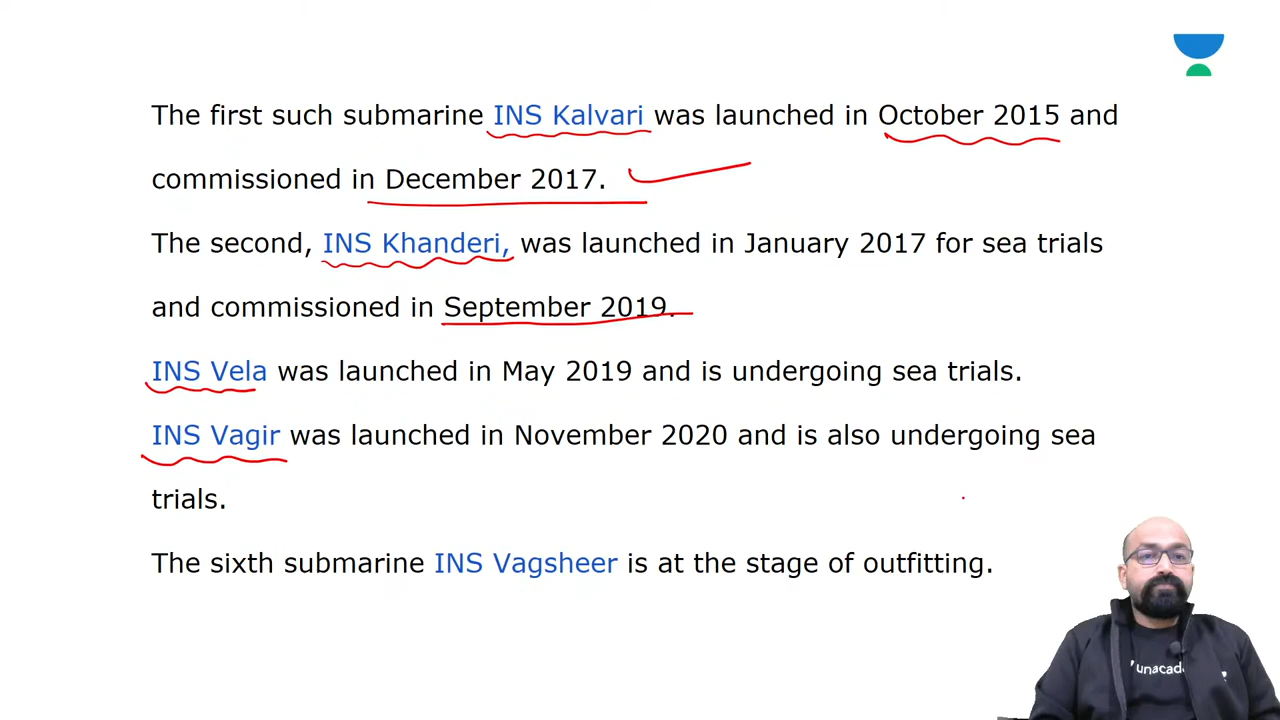 The first such submarine INS Kalvari was launched in October 2015 and
commissioned in December 2017.
The second, INS Khanderi, was launched in January 2017 for sea trials
and commissioned in September 2019.
INS Vela was launched in May 2019 and is undergoing sea trials.
INS Vagir was launched in November 2020 and is also undergoing sea
trials.
The sixth submarine INS Vagsheer is at the stage of outfitting.
unacad